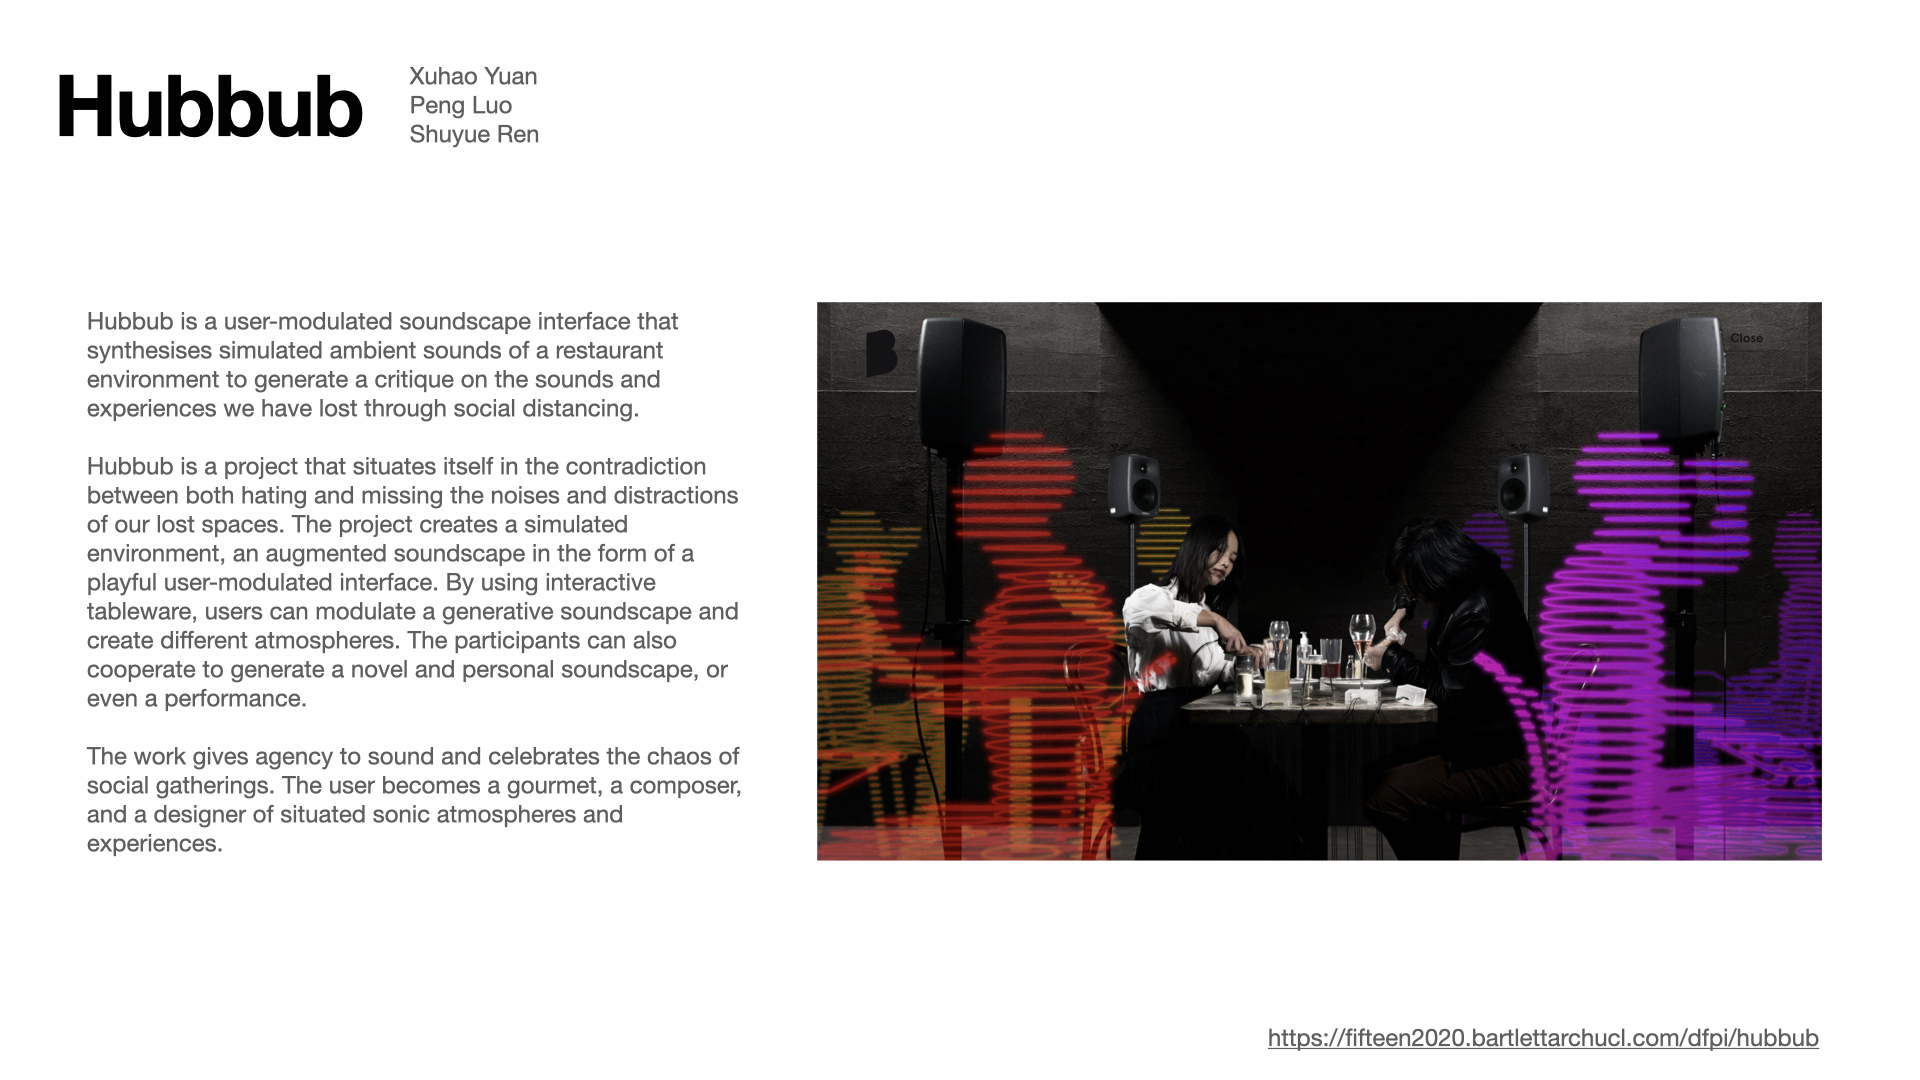 Hubbub
Xuhao Yuan
Peng Luo
Shuyue Ren
Hubbub is a user-modulated soundscape interface that
synthesises simulated ambient sounds of a restaurant
environment to generate a critique on the sounds and
experiences we have lost through social distancing.
Hubbub is a project that situates itself in the contradiction
between both hating and missing the noises and distractions
of our lost spaces. The project creates a simulated
environment, an augmented soundscape in the form of a
playful user-modulated interface. By using interactive
tableware, users can modulate a generative soundscape and
create different atmospheres. The participants can also
cooperate to generate a novel and personal soundscape, or
even a performance.
The work gives agency to sound and celebrates the chaos of
social gatherings. The user becomes a gourmet, a composer,
and a designer of situated sonic atmospheres and
experiences.
B
Close
https://fifteen2020.bartlettarchucl.com/dfpi/hubbub